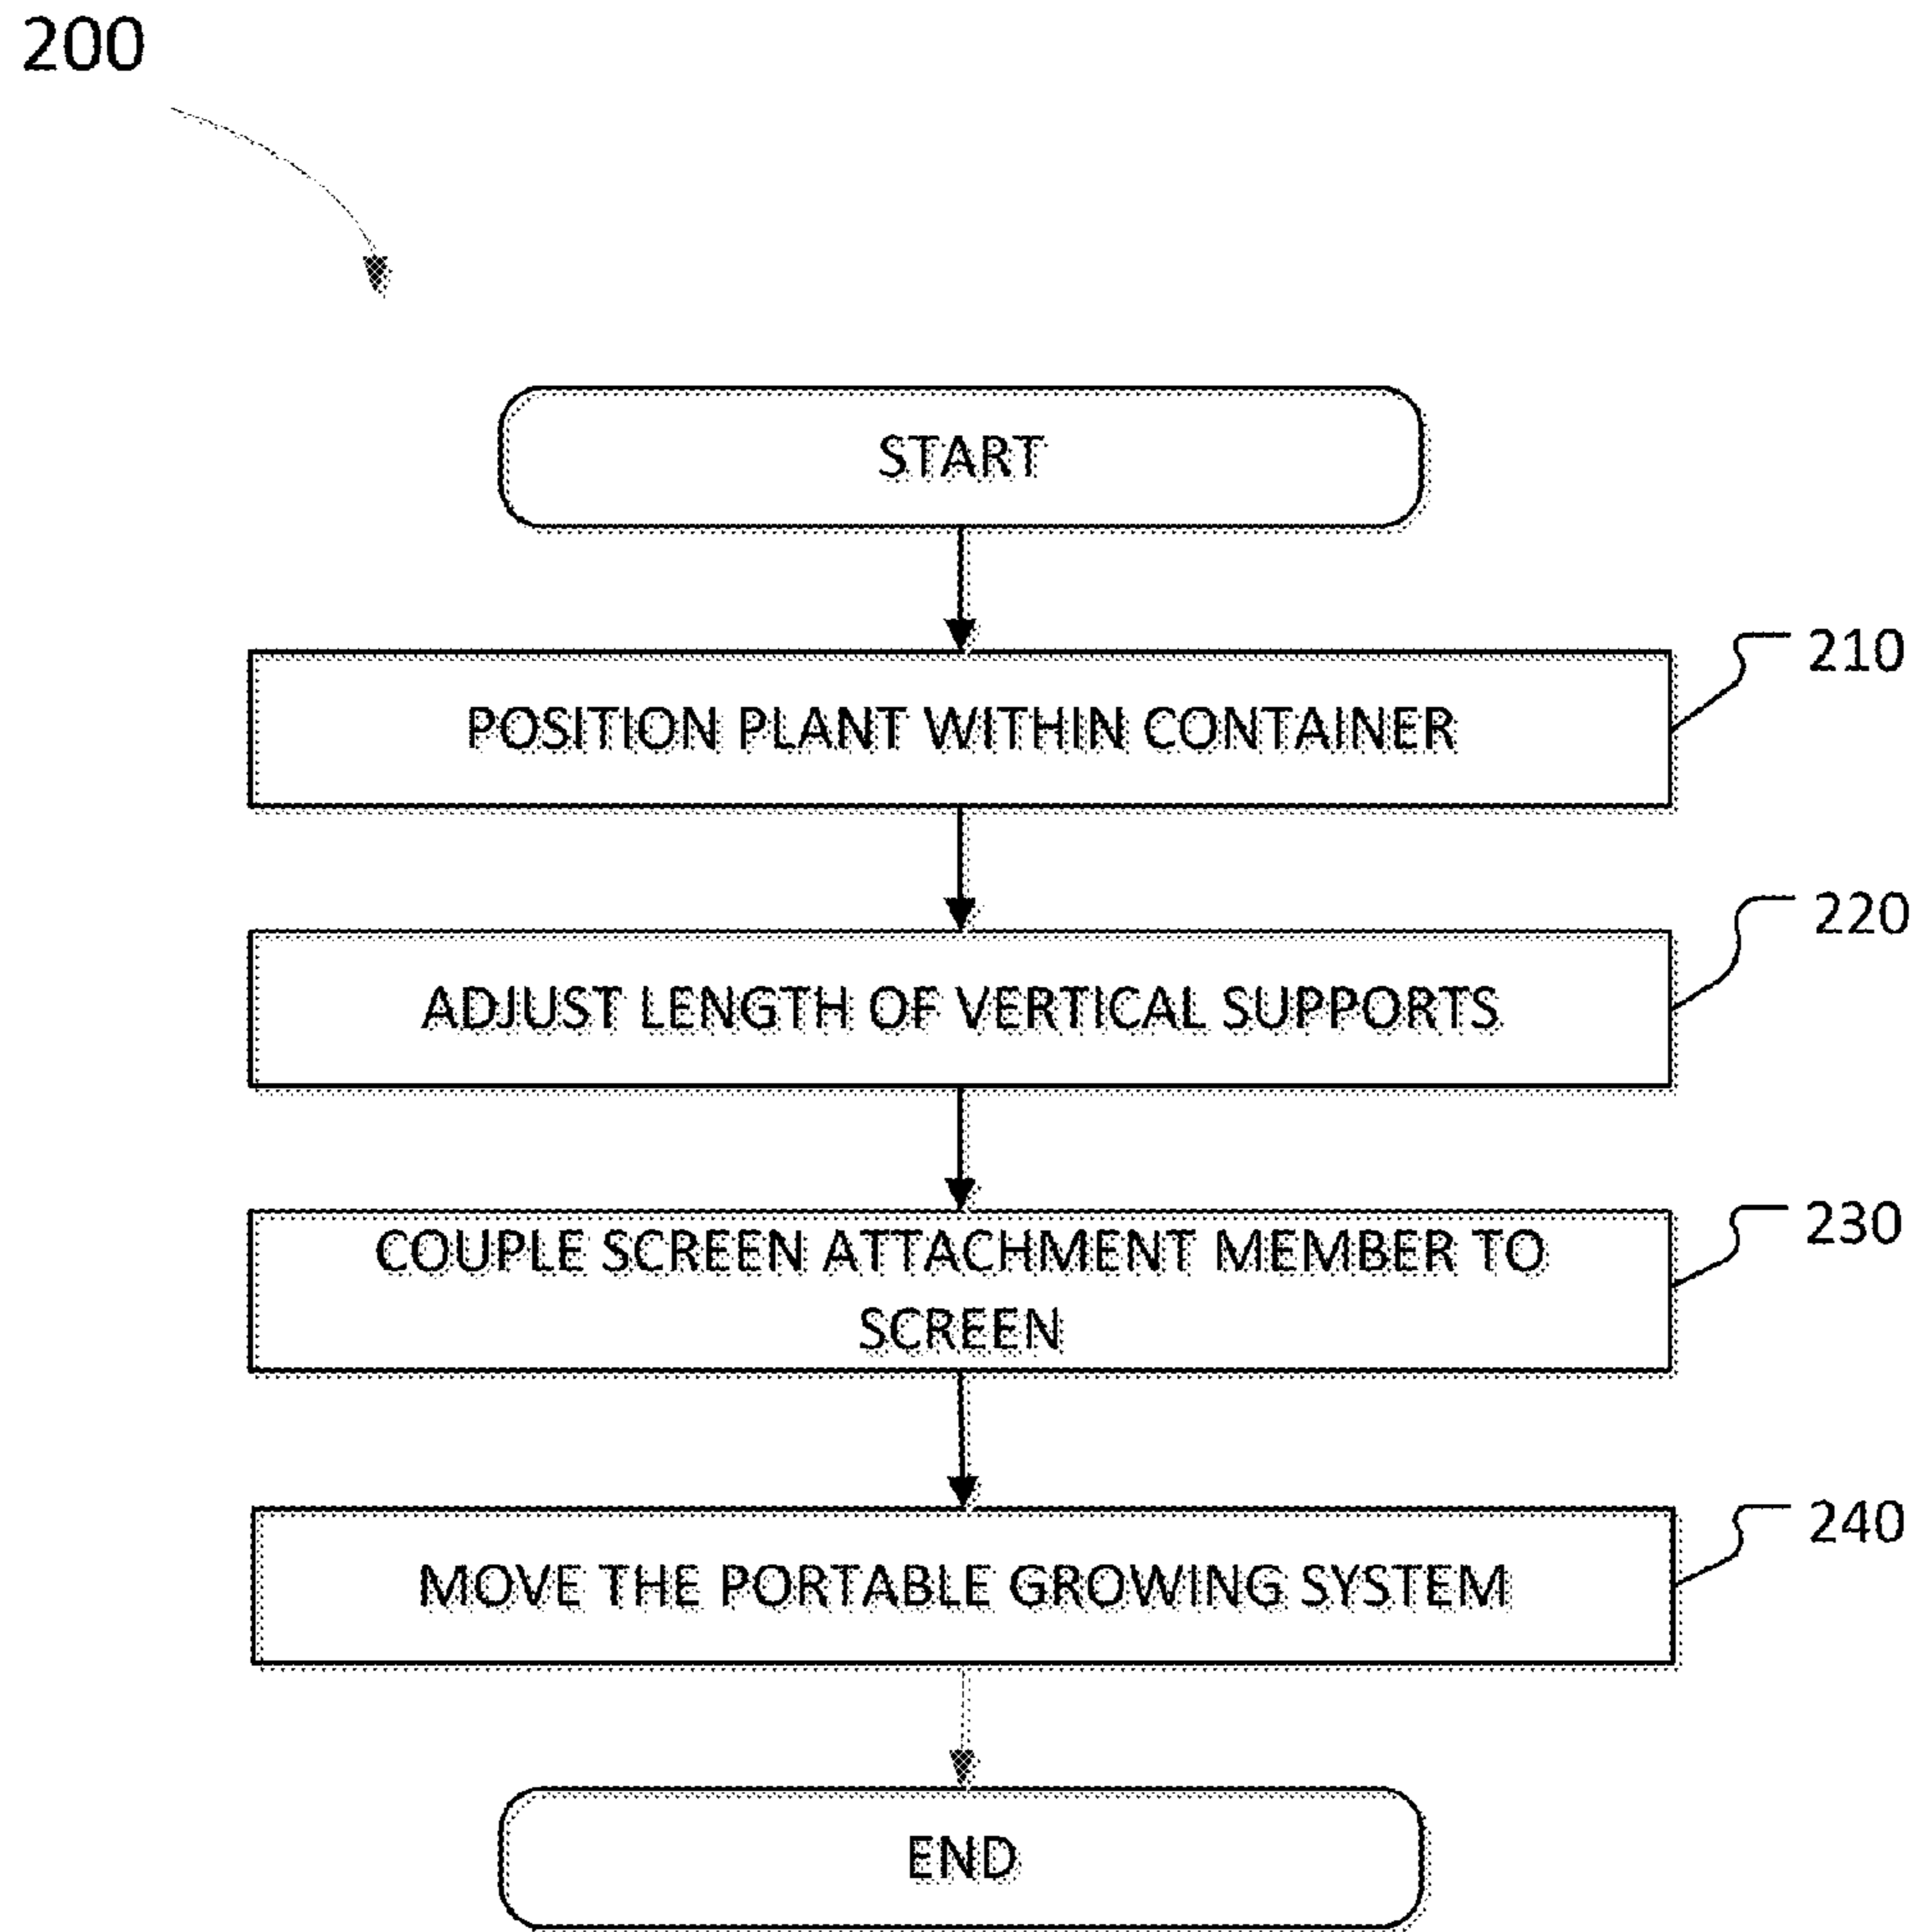 200
START
POSITION PLANT WITHIN CONTAINER
210
ADJUST LENGTH OF VERTICAL SUPPORTS
220
COUPLE SCREEN ATTACHMENT MEMBER TO
SCREEN
230
MOVE THE PORTABLE GROWING SYSTEM
240
END